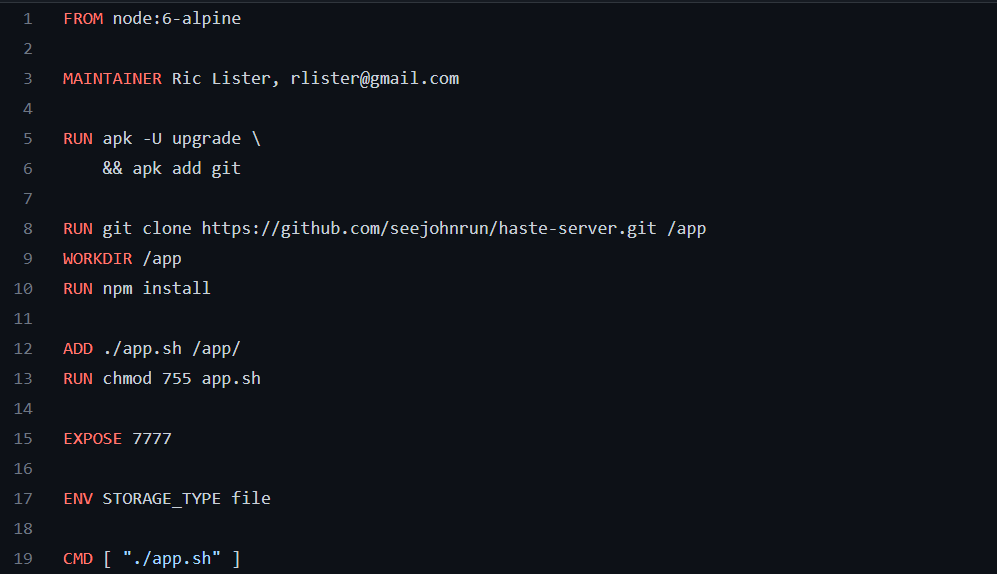 1 FROM node:6-alpine
2
3 MAINTAINER Ric Lister, rlister@gmail.com
4
5 RUN apk -U upgrade \
6     && apk add git
7
8 RUN git clone https://github.com/seejohnrun/haste-server.git /app
9 WORKDIR /app
10 RUN npm install
11
12 ADD ./app.sh /app/
13 RUN chmod 755 app.sh
14
15 EXPOSE 7777
16
17 ENV STORAGE_TYPE file
18
19 CMD [ "./app.sh" ]